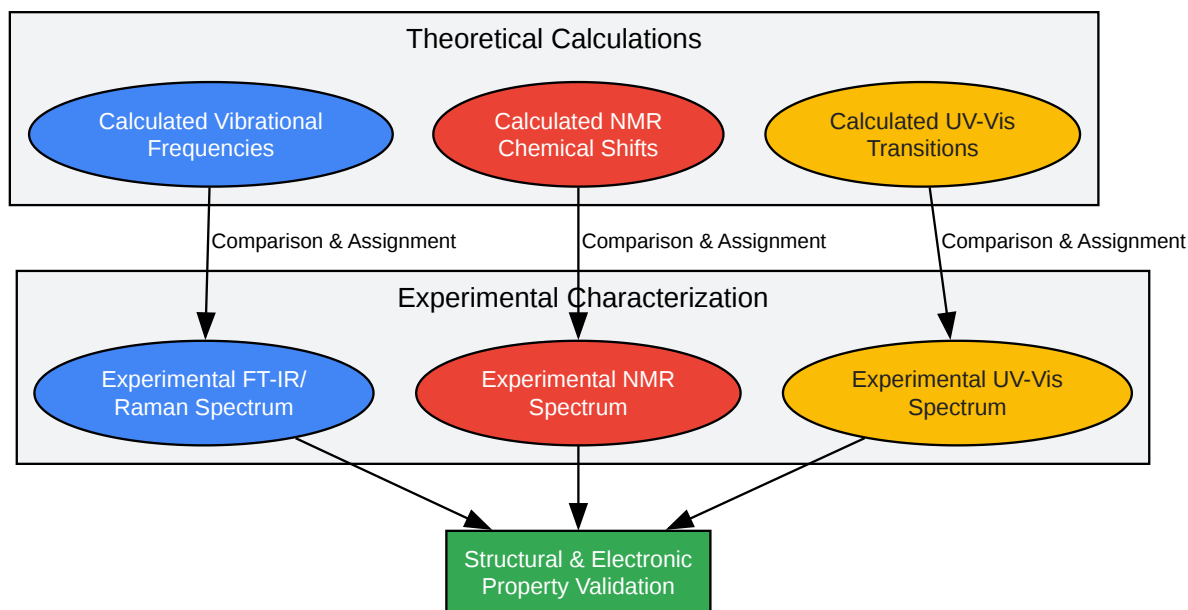 Theoretical Calculations
Calculated Vibrational
Frequencies
Calculated NMR
Chemical Shifts
Calculated UV-Vis
Transitions
Comparison & Assignment
Comparison & Assignment
Comparison & Assignment
Experimental Characterization
Experimental FT-IR/
Raman Spectrum
Experimental NMR
Spectrum
Experimental UV-Vis
Spectrum
Structural & Electronic
Property Validation